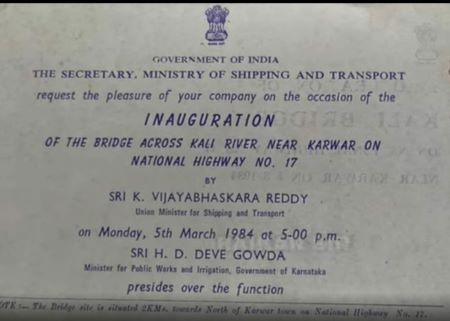 GOVERNMENT OF INDIA
THE SECRETARY, MINISTRY OF SHIPPING AND TRANSPORT
request the pleasure of your company on the occasion of the
INAUGURATION
OF THE BRIDGE ACROSS KALI RIVER NEAR KARWAR ON
NATIONAL HIGHWAY NO. 17
BY
SRI K. VIJAYABHASKARA REDDY
Union Minister for Shipping and Transport
on Monday, 5th March 1984 at 5-00 p.m.
SRI H. D. DEVE GOWDA
Minister for Public Works and Irrigation, Government of Karnataka
presides over the function
NOTE:— The Bridge site is situated 2KMs. towards North of Karwar town on National Highway No. 17.